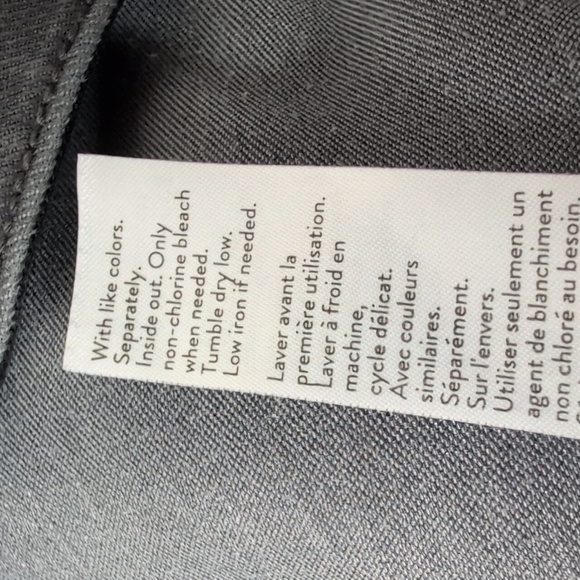 With like colors.
Separately.
Inside out. Only
non-chlorine bleach
when needed.
Tumble dry low.
Low iron if needed.
Laver avant la
première utilisation.
Laver à froid en
machine,
cycle délicat.
Avec couleurs
similaires.
Séparément.
Sur l'envers.
Utiliser seulement un
agent de blanchiment
non chloré au besoin.